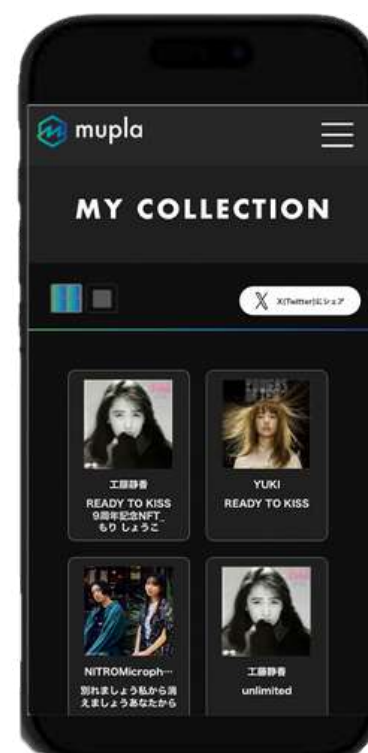 mupla
MY COLLECTION
X(Twitter)にシェア
工藤静香
READY TO KISS
9周年記念NFT_
もり しょうこ
YUKI
READY TO KISS
NITROMicroph…
別れましょう私から消
えましょうあなたから
工藤静香
unlimited